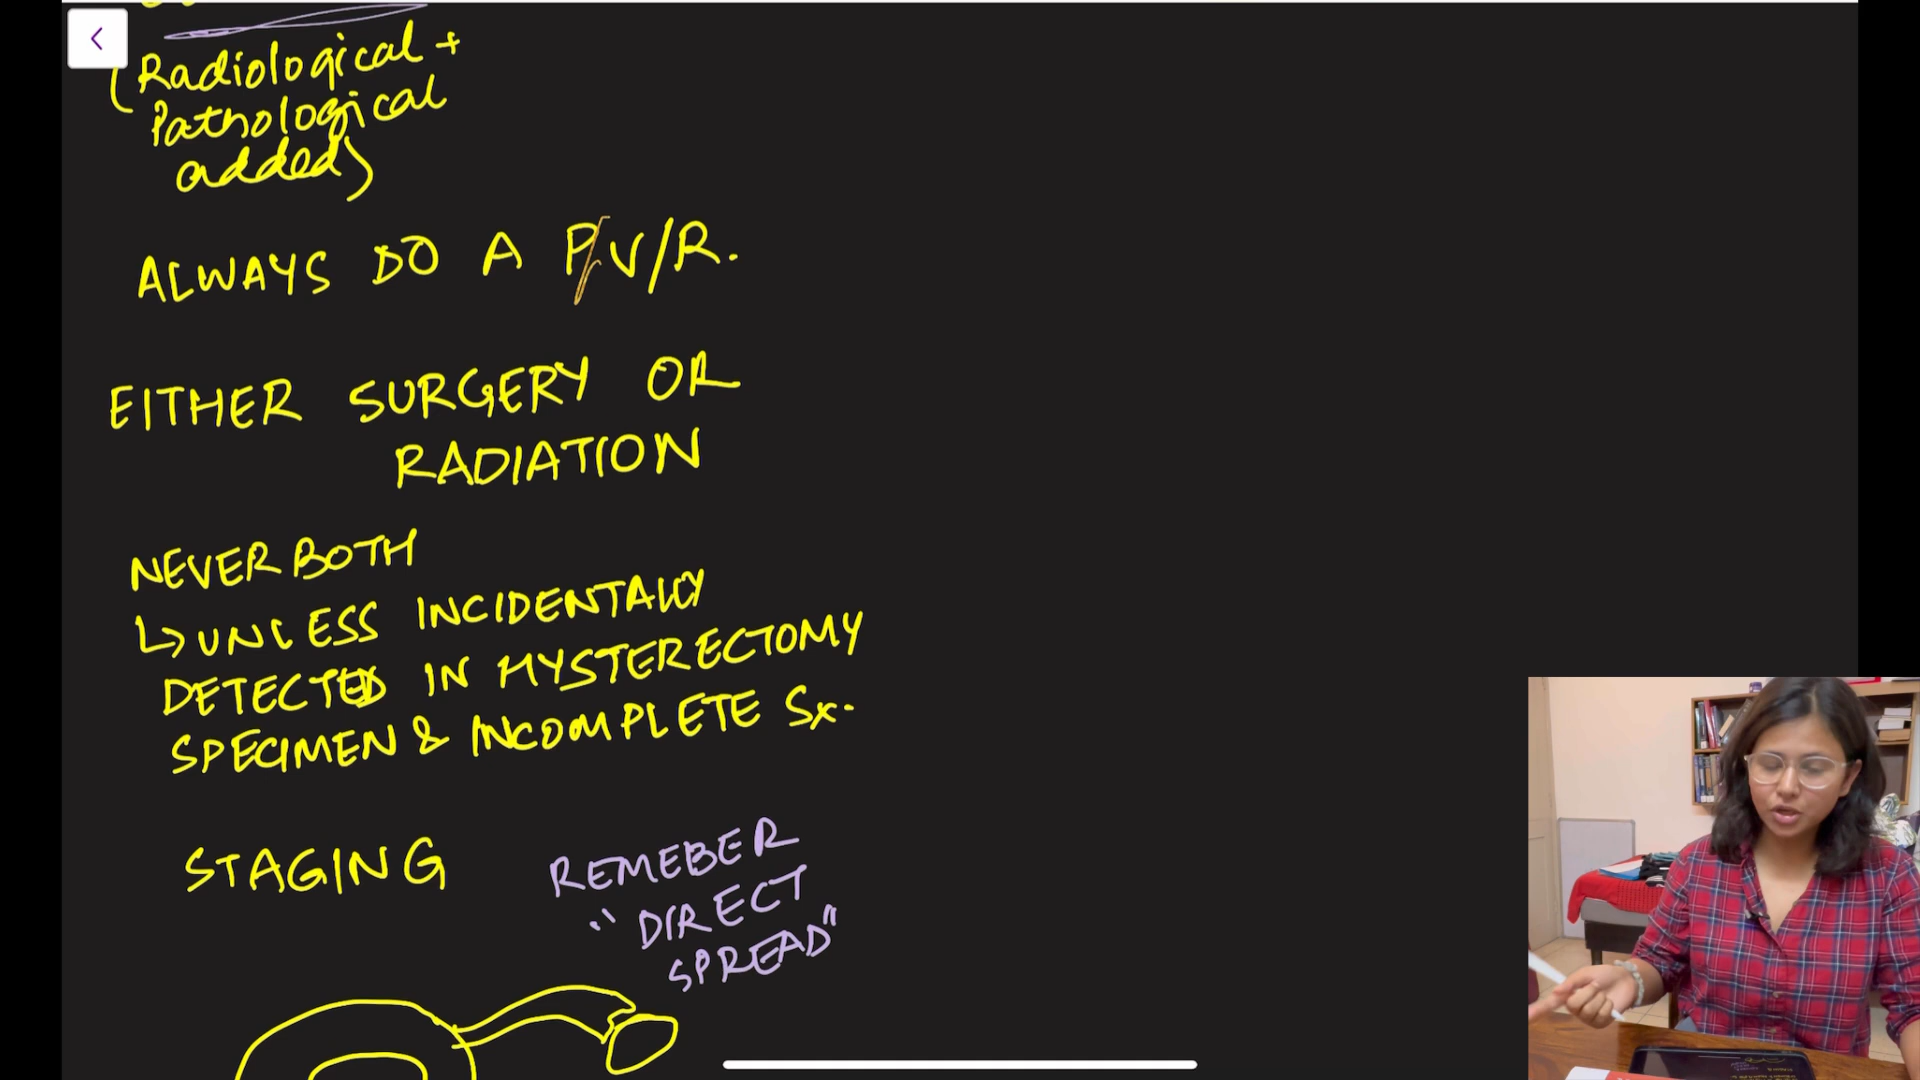 (Radiological +
Pathological
added)
ALWAYS DO A P/V/R.
EITHER SURGERY OR
RADIATION
NEVER BOTH
↳ UNLESS INCIDENTALLY
DETECTED IN HYSTERECTOMY
SPECIMEN & INCOMPLETE Sx.
STAGING
REMEBER
"DIRECT
SPREAD"